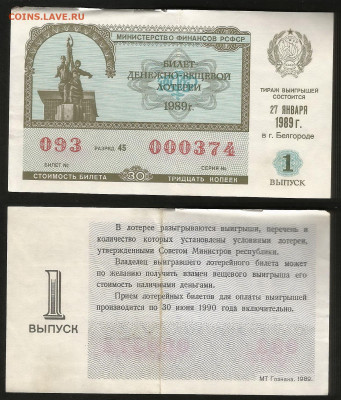 COINS.LAVE.RU
МИНИСТЕРСТВО ФИНАНСОВ РСФСР
БИЛЕТ
ДЕНЕЖНО-ВЕЩЕВОЙ
ЛОТЕРЕИ
1989г.
ТИРАЖ ВЫИГРЫШЕЙ
СОСТОИТСЯ
27 ЯНВАРЯ
1989 г.
в г. Белгороде
093 РАЗРЯД 45 000374
БИЛЕТ № СЕРИЯ №
1
ВЫПУСК
СТОИМОСТЬ БИЛЕТА 30 ТРИДЦАТЬ КОПЕЕК
1
ВЫПУСК
В лотерее разыгрываются выигрыши, перечень и
количество которых установлены условиями лотереи,
утвержденными Советом Министров республики.
Владелец выигравшего лотерейного билета может
по желанию получить взамен вещевого выигрыша его
стоимость наличными деньгами.
Прием лотерейных билетов для оплаты выигрышей
производится по 30 июня 1990 года включительно.
МТ Гознака. 1989.